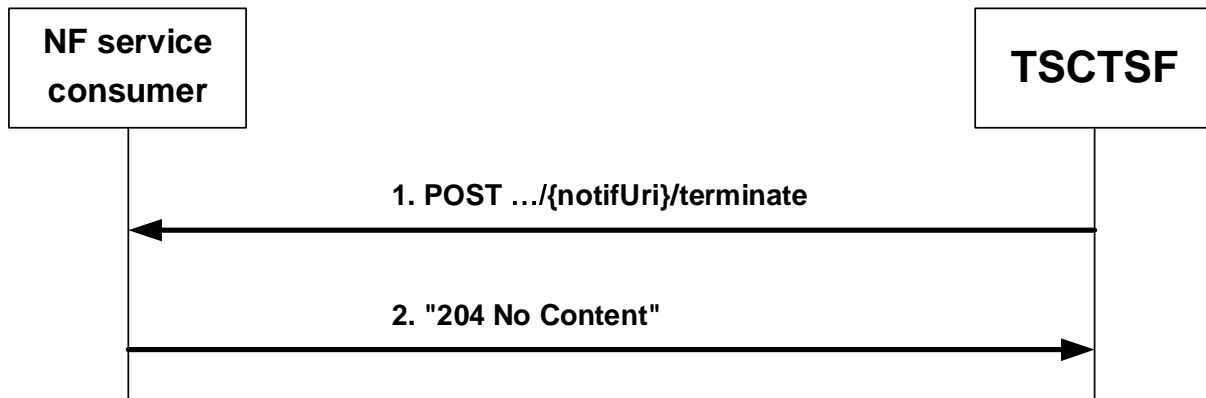 NF service
consumer
TSCTSF
1. POST …/{notifUri}/terminate
2. "204 No Content"